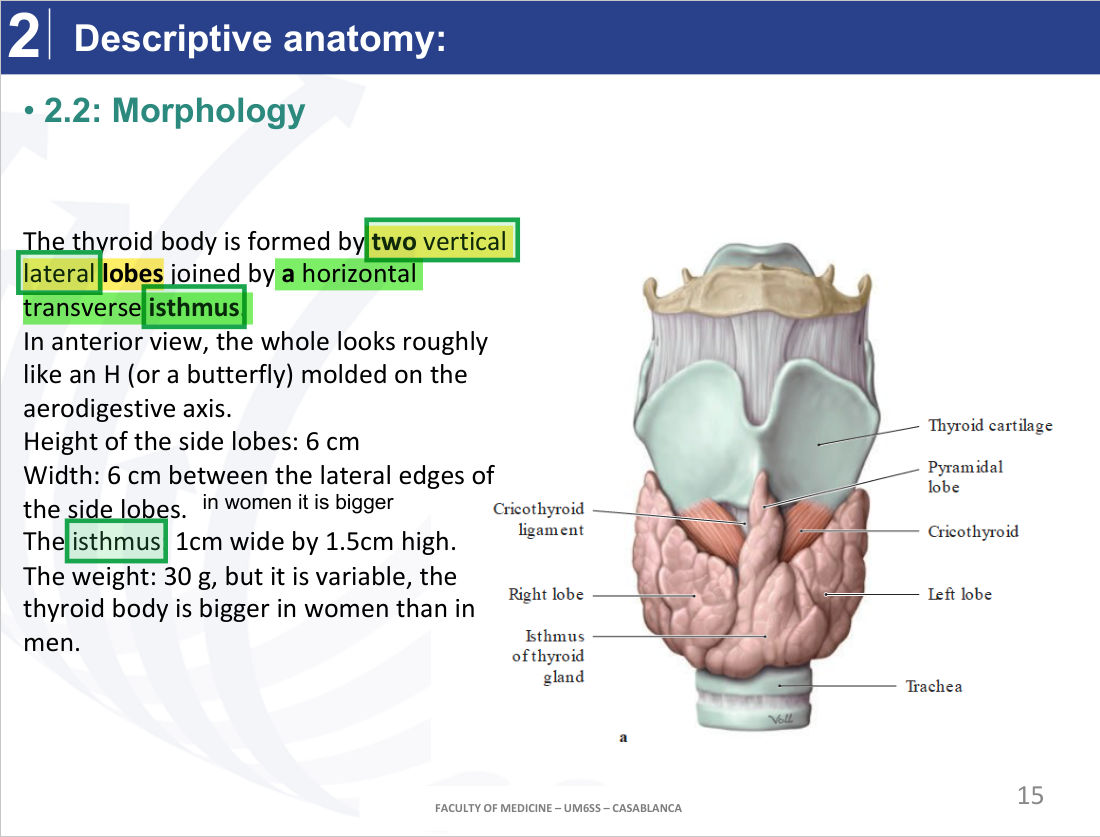 2
Descriptive anatomy:
• 2.2: Morphology
The thyroid body is formed by two vertical
lateral lobes joined by a horizontal
transverse isthmus.
In anterior view, the whole looks roughly
like an H (or a butterfly) molded on the
aerodigestive axis.
Height of the side lobes: 6 cm
Width: 6 cm between the lateral edges of
the side lobes. in women it is bigger
The isthmus 1cm wide by 1.5cm high.
The weight: 30 g, but it is variable, the
thyroid body is bigger in women than in
men.
Thyroid cartilage
Pyramidal
lobe
Cricothyroid
ligament
Cricothyroid
Right lobe
Left lobe
Isthmus
of thyroid
gland
Trachea
Voll
a
FACULTY OF MEDICINE – UM6SS – CASABLANCA
15